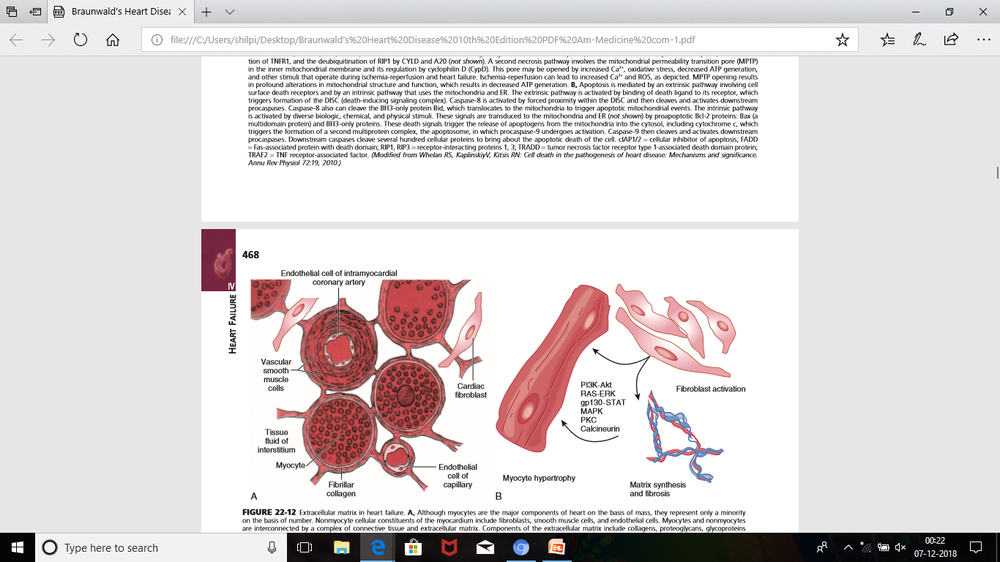 Braunwald's Heart Disea
file:///C:/Users/shilpi/Desktop/Braunwald's%20Heart%20Disease%2010th%20Edition%20PDF%20Am-Medicine%20com-1.pdf
tion of TNFR1, and the deubiquitination of RIP1 by CYLD and A20 (not shown). A second necrosis pathway involves the mitochondrial permeability transition pore (MPTP)
in the inner mitochondrial membrane and its regulation by cyclophilin D (CypD). This pore may be opened by increased Ca²⁺, oxidative stress, decreased ATP generation,
and other stimuli that operate during ischemia-reperfusion and heart failure. Ischemia-reperfusion can lead to increased Ca²⁺ and ROS, as depicted. MPTP opening results
in profound alterations in mitochondrial structure and function, which results in decreased ATP generation. B, Apoptosis is mediated by an extrinsic pathway involving cell
surface death receptors and by an intrinsic pathway that uses the mitochondria and ER. The extrinsic pathway is activated by binding of death ligand to its receptor, which
triggers formation of the DISC (death-inducing signaling complex). Caspase-8 is activated by forced proximity within the DISC and then cleaves and activates downstream
procaspases. Caspase-8 also can cleave the BH3-only protein Bid, which translocates to the mitochondria to trigger apoptotic mitochondrial events. The intrinsic pathway
is activated by diverse biologic, chemical, and physical stimuli. These signals are transduced to the mitochondria and ER (not shown) by proapoptotic Bcl-2 proteins: Bax (a
multidomain protein) and BH3-only proteins. These death signals trigger the release of apoptogens from the mitochondria into the cytosol, including cytochrome c, which
triggers the formation of a second multiprotein complex, the apoptosome, in which procaspase-9 undergoes activation. Caspase-9 then cleaves and activates downstream
procaspases. Downstream caspases cleave several hundred cellular proteins to bring about the apoptotic death of the cell. cIAP1/2 = cellular inhibitor of apoptosis; FADD
= Fas-associated protein with death domain; RIP1, RIP3 = receptor-interacting proteins 1, 3; TRADD = tumor necrosis factor receptor type 1-associated death domain protein;
TRAF2 = TNF receptor-associated factor. (Modified from Whelan RS, KaplinskiyV, Kitsis RN: Cell death in the pathogenesis of heart disease: Mechanisms and significance.
Annu Rev Physiol 72:19, 2010.)
468
IV
HEART FAILURE
Endothelial cell of intramyocardial
coronary artery
Vascular
smooth
muscle
cells
Cardiac
fibroblast
Tissue
fluid of
interstitium
Myocyte
Fibrillar
collagen
Endothelial
cell of
capillary
A
PI3K-Akt
RAS-ERK
gp130-STAT
MAPK
PKC
Calcineurin
Fibroblast activation
Myocyte hypertrophy
Matrix synthesis
and fibrosis
B
FIGURE 22-12 Extracellular matrix in heart failure. A, Although myocytes are the major components of heart on the basis of mass, they represent only a minority
on the basis of number. Nonmyocyte cellular constituents of the myocardium include fibroblasts, smooth muscle cells, and endothelial cells. Myocytes and nonmyocytes
are interconnected by a complex of connective tissue and extracellular matrix. Components of the extracellular matrix include collagens, proteoglycans, glycoproteins
Type here to search
00:22
07-12-2018